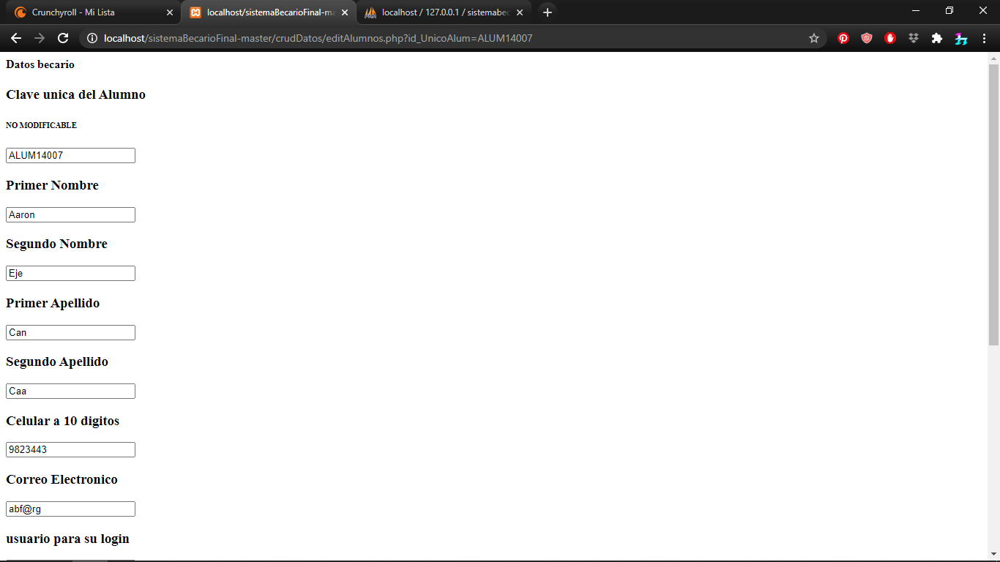 Crunchyroll - Mi Lista
localhost/sistemaBecarioFinal-ma
localhost / 127.0.0.1 / sistemabec
localhost/sistemaBecarioFinal-master/crudDatos/editAlumnos.php?id_UnicoAlum=ALUM14007
Datos becario
Clave unica del Alumno
NO MODIFICABLE
ALUM14007
Primer Nombre
Aaron
Segundo Nombre
Eje
Primer Apellido
Can
Segundo Apellido
Caa
Celular a 10 digitos
9823443
Correo Electronico
abf@rg
usuario para su login